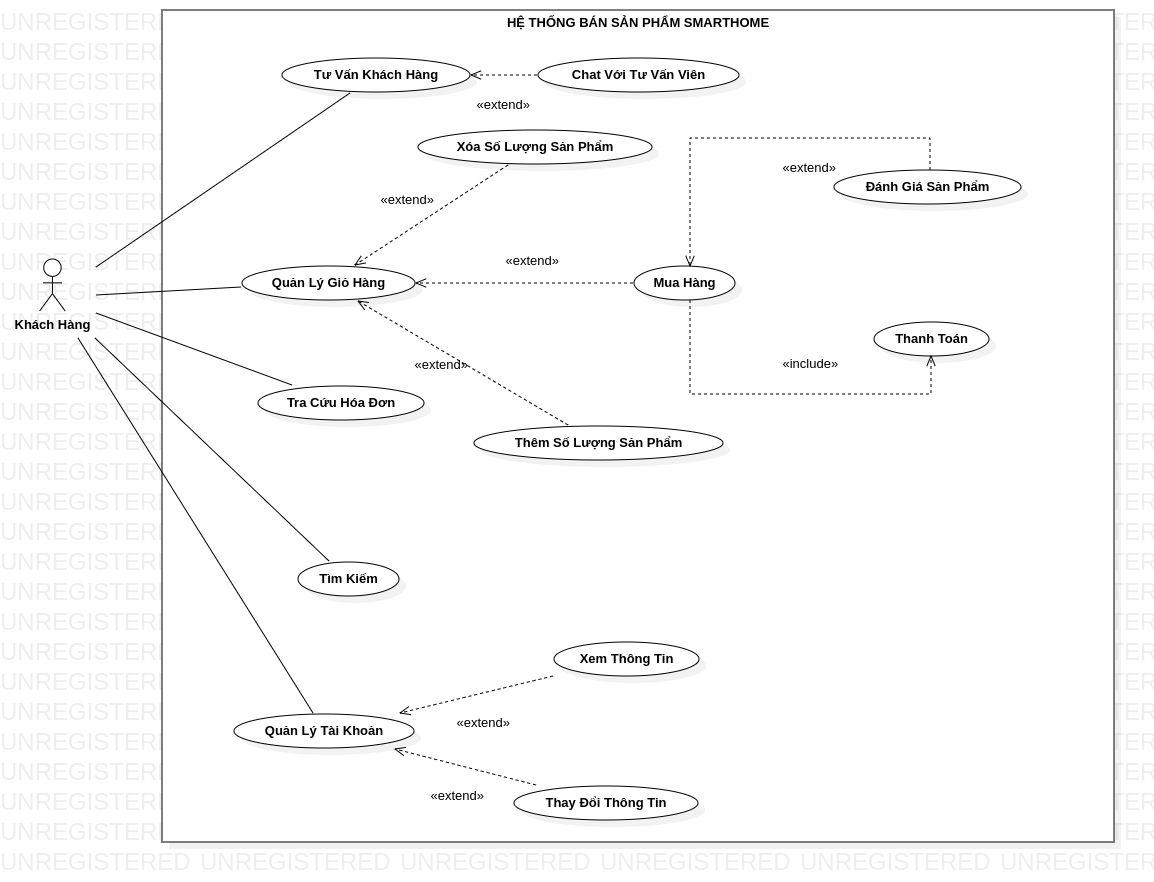 HỆ THỐNG BÁN SẢN PHẨM SMARTHOME
Tư Vấn Khách Hàng
Chat Với Tư Vấn Viên
«extend»
Xóa Số Lượng Sản Phẩm
«extend»
Đánh Giá Sản Phẩm
«extend»
«extend»
Quản Lý Giỏ Hàng
Mua Hàng
Khách Hàng
Thanh Toán
«extend»
«include»
Tra Cứu Hóa Đơn
Thêm Số Lượng Sản Phẩm
Tìm Kiếm
Xem Thông Tin
«extend»
Quản Lý Tài Khoản
«extend»
Thay Đổi Thông Tin
UNREGISTERED UNREGISTERED UNREGISTERED UNREGISTERED UNREGISTERED UNREGISTERED